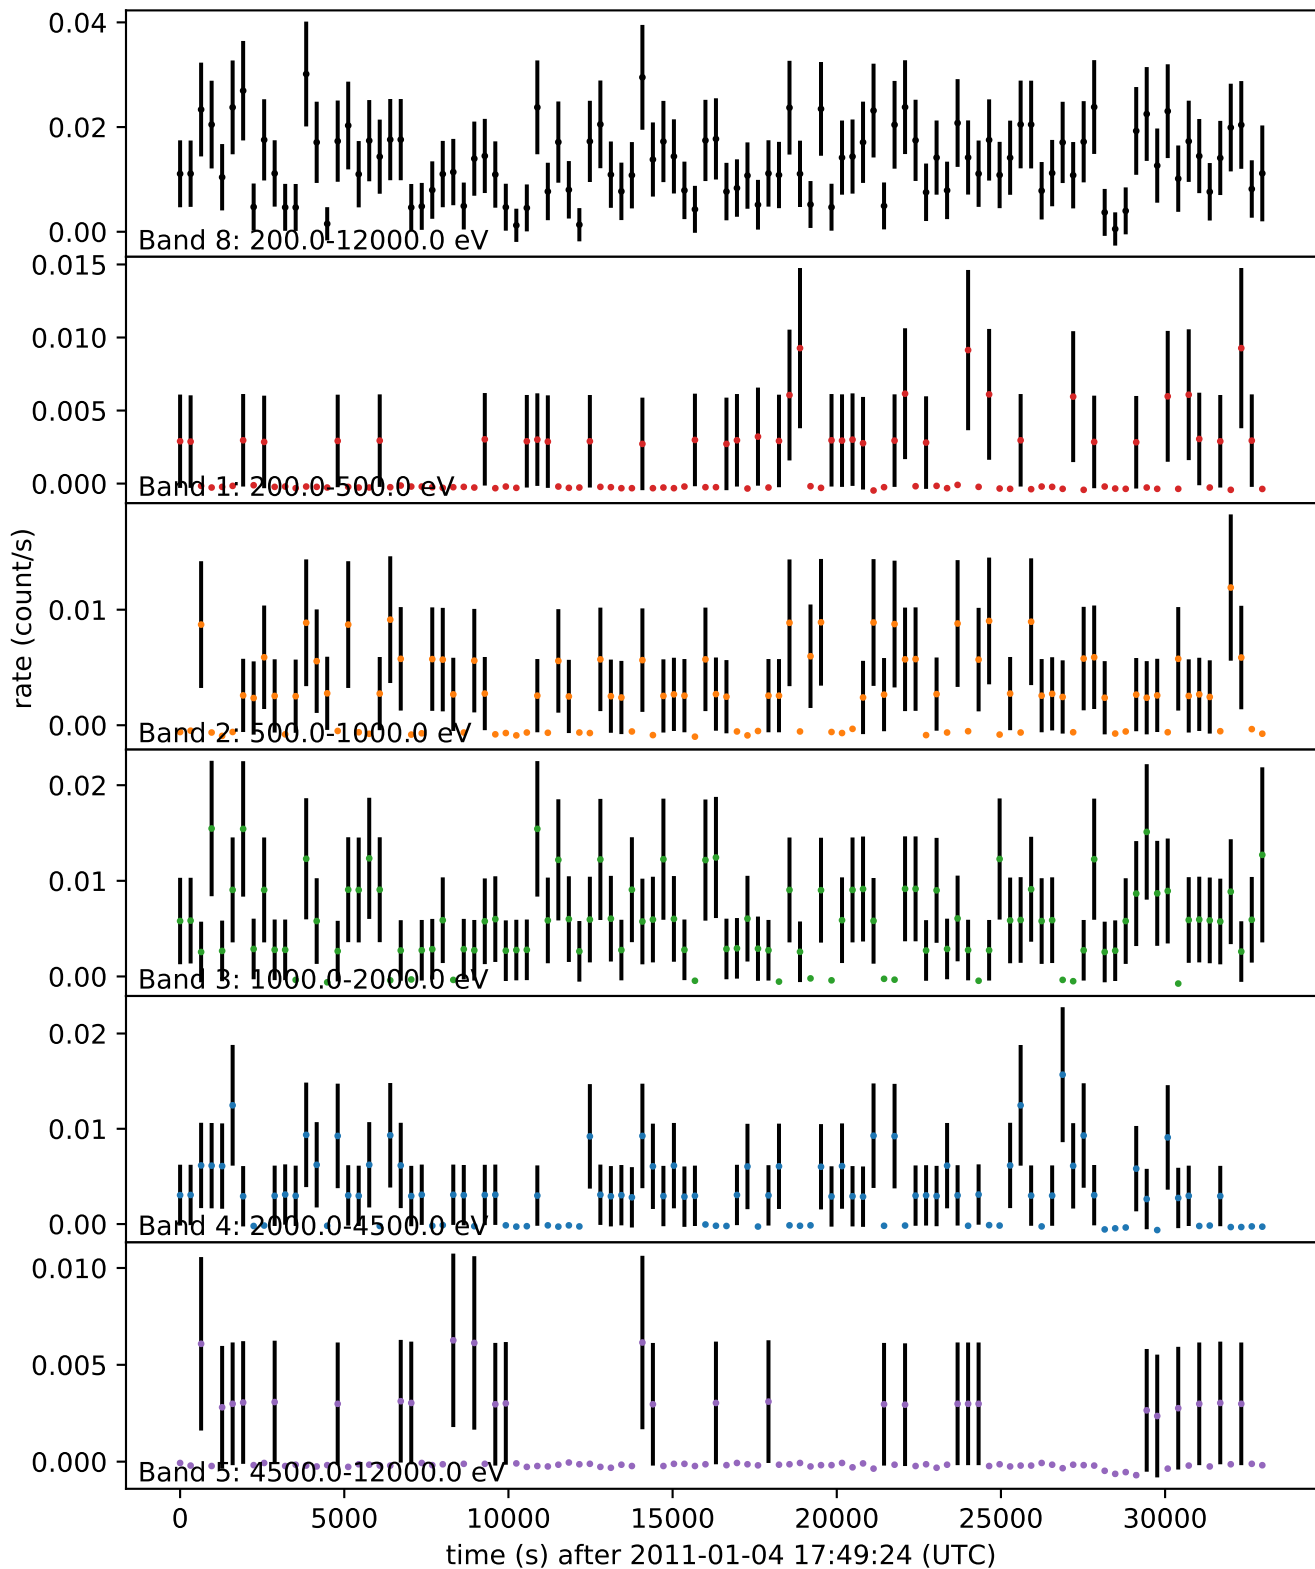 0.04
0.02
0.00
Band 8: 200.0-12000.0 eV
0.015
0.010
0.005
0.000
Band 1: 200.0-500.0 eV
0.01
0.00
Band 2: 500.0-1000.0 eV
rate (count/s)
0.02
0.01
0.00
Band 3: 1000.0-2000.0 eV
0.02
0.01
0.00
Band 4: 2000.0-4500.0 eV
0.010
0.005
0.000
Band 5: 4500.0-12000.0 eV
0 5000 10000 15000 20000 25000 30000
time (s) after 2011-01-04 17:49:24 (UTC)